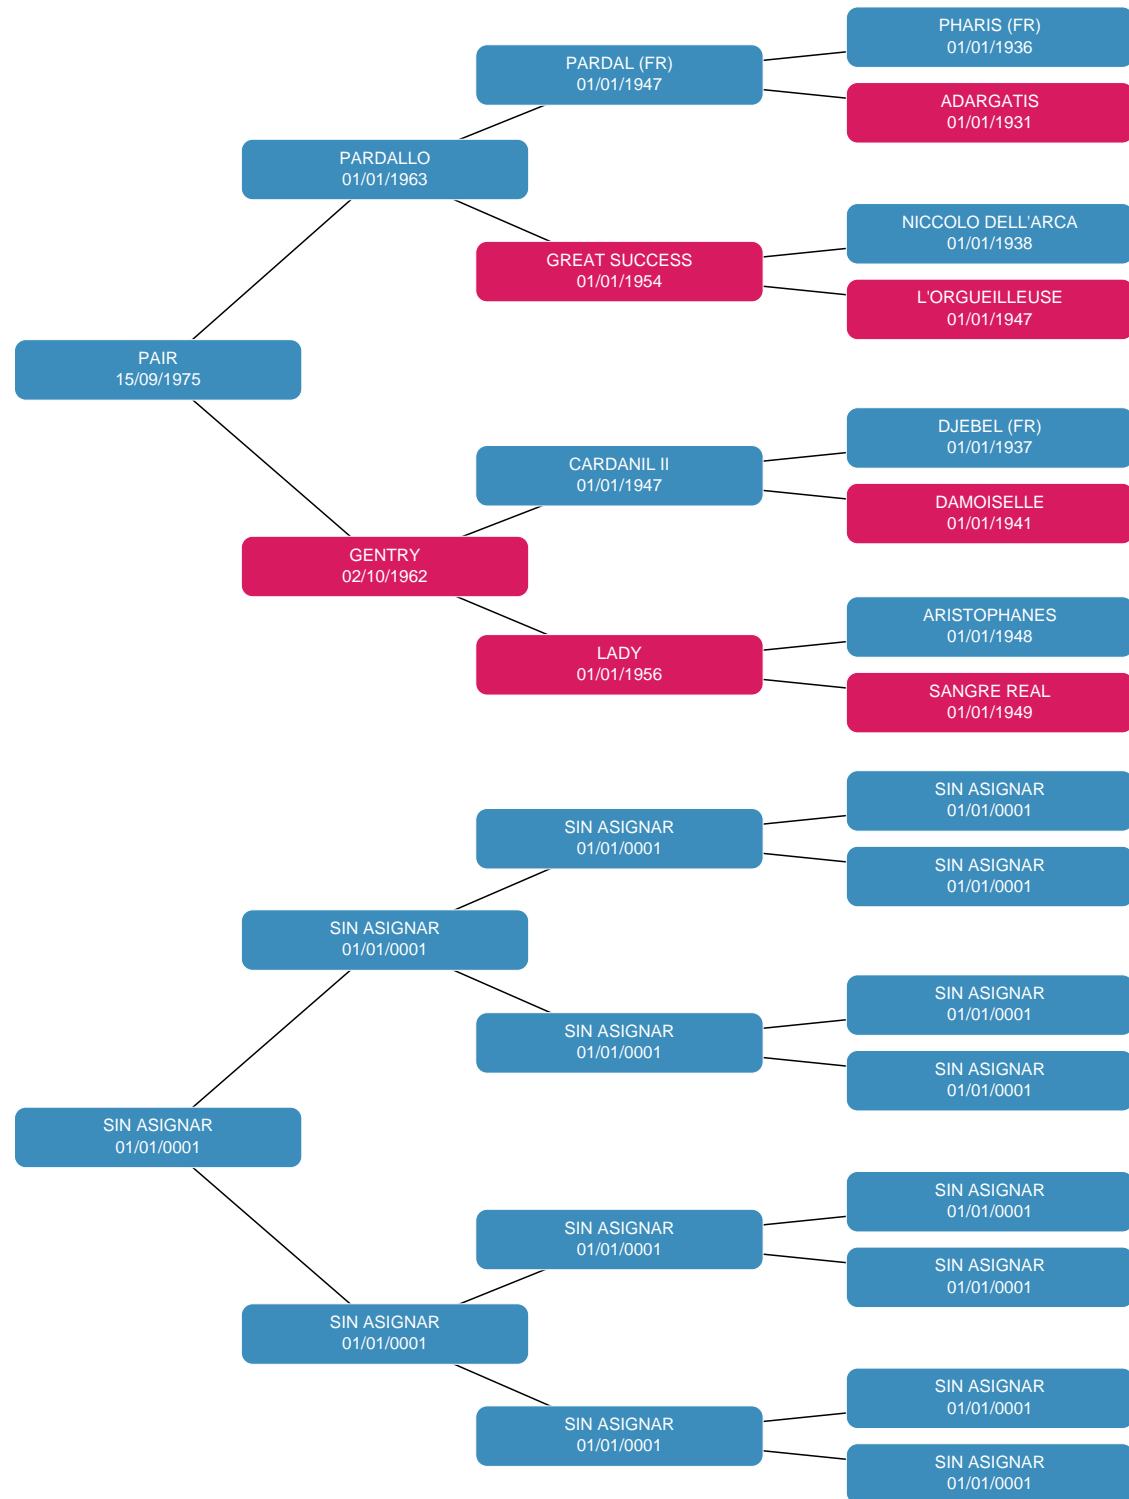 PHARIS (FR)
01/01/1936
PARDAL (FR)
01/01/1947
ADARGATIS
01/01/1931
PARDALLO
01/01/1963
NICCOLO DELL'ARCA
01/01/1938
GREAT SUCCESS
01/01/1954
L'ORGUEILLEUSE
01/01/1947
PAIR
15/09/1975
DJEBEL (FR)
01/01/1937
CARDANIL II
01/01/1947
DAMOISELLE
01/01/1941
GENTRY
02/10/1962
ARISTOPHANES
01/01/1948
LADY
01/01/1956
SANGRE REAL
01/01/1949
SIN ASIGNAR
01/01/0001
SIN ASIGNAR
01/01/0001
SIN ASIGNAR
01/01/0001
SIN ASIGNAR
01/01/0001
SIN ASIGNAR
01/01/0001
SIN ASIGNAR
01/01/0001
SIN ASIGNAR
01/01/0001
SIN ASIGNAR
01/01/0001
SIN ASIGNAR
01/01/0001
SIN ASIGNAR
01/01/0001
SIN ASIGNAR
01/01/0001
SIN ASIGNAR
01/01/0001
SIN ASIGNAR
01/01/0001
SIN ASIGNAR
01/01/0001
SIN ASIGNAR
01/01/0001